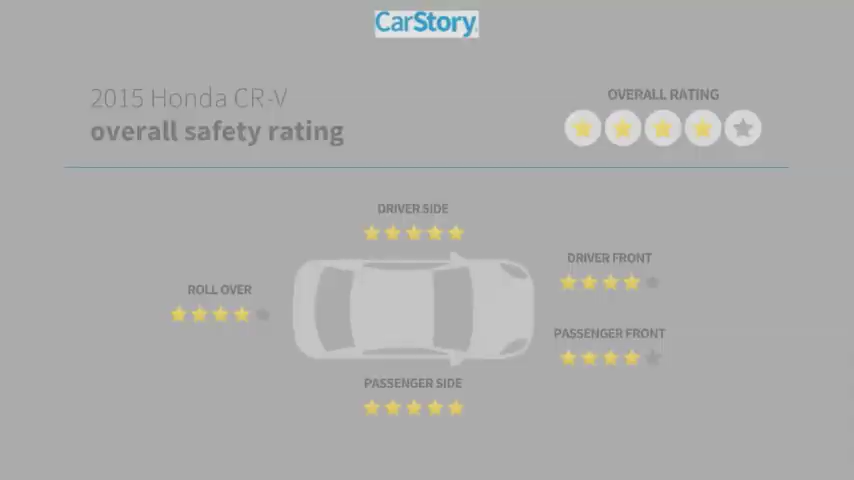 CarStory
2015 Honda CR-V
overall safety rating
OVERALL RATING
DRIVER SIDE
DRIVER FRONT
ROLL OVER
PASSENGER FRONT
PASSENGER SIDE